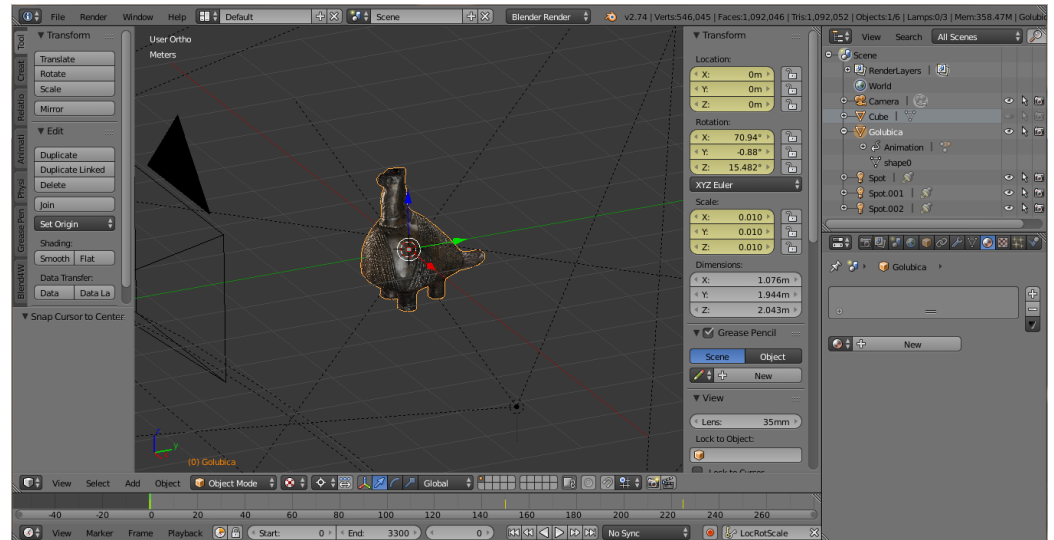 File Render Window Help Default Scene Blender Render v2.74 | Verts:546,045 | Faces:1,092,046 | Tris:1,092,052 | Objects:1/6 | Lamps:0/3 | Mem:358.47M | Golubic
Tool
Creat
Relatio
Animati
Physi
Grease Pen
Blend4W
Transform
Translate
Rotate
Scale
Mirror
Edit
Duplicate
Duplicate Linked
Delete
Join
Set Origin
Shading:
Smooth Flat
Data Transfer:
Data Data La
Snap Cursor to Center
User Ortho
Meters
y
(0) Golubica
Transform
Location:
X: 0m
Y: 0m
Z: 0m
Rotation:
X: 70.94°
Y: -0.88°
Z: 15.482°
XYZ Euler
Scale:
X: 0.010
Y: 0.010
Z: 0.010
Dimensions:
X: 1.076m
Y: 1.944m
Z: 2.043m
Grease Pencil
Scene Object
New
View
Lens: 35mm
Lock to Object:
Lock to Cursor
View Search All Scenes
Scene
RenderLayers |
World
Camera |
Cube |
Golubica
Animation |
shape0
Spot |
Spot.001 |
Spot.002 |
Golubica
New
View Select Add Object Object Mode Global
-40 -20 0 20 40 60 80 100 120 140 160 180 200 220 240 260
View Marker Frame Playback Start: 0 End: 3300 0 No Sync LocRotScale